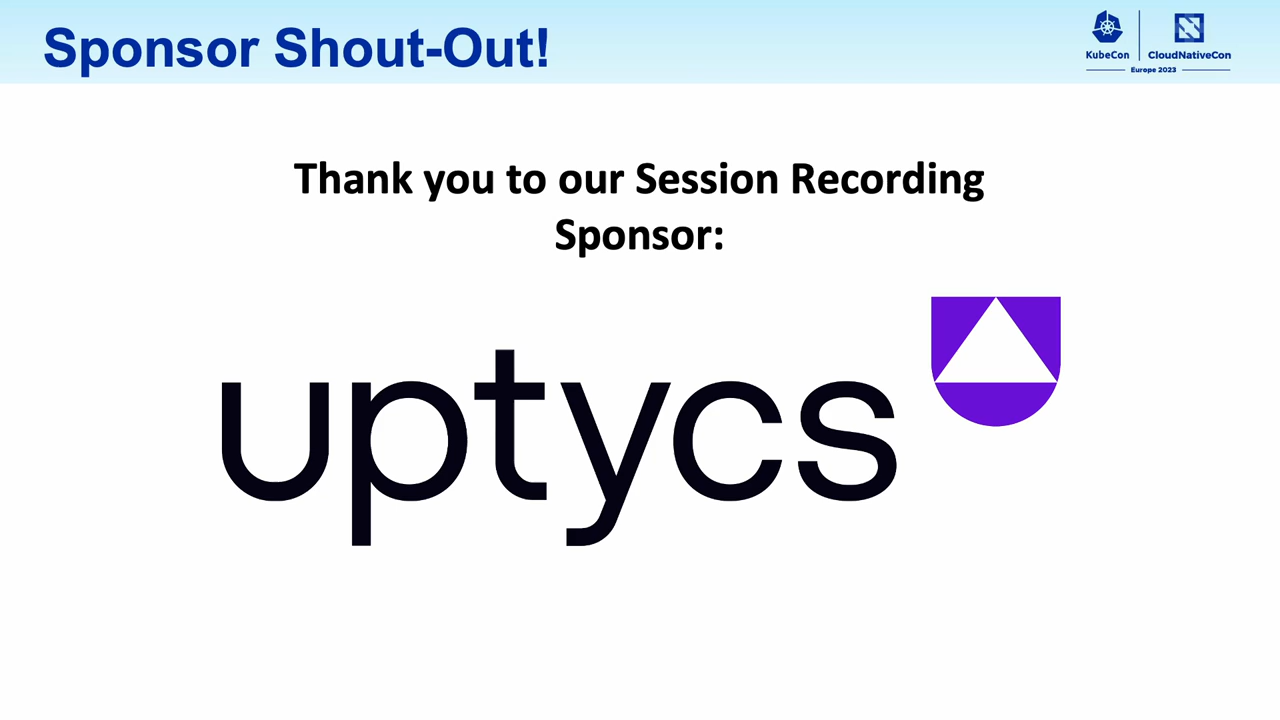 Sponsor Shout-Out!
KubeCon
CloudNativeCon
Europe 2023
Thank you to our Session Recording
Sponsor:
uptycs